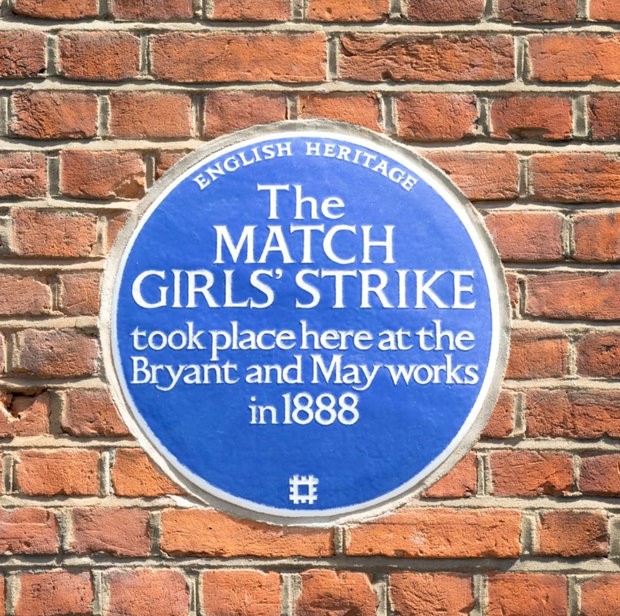 ENGLISH HERITAGE
The
MATCH
GIRLS' STRIKE
took place here at the
Bryant and May works
in 1888